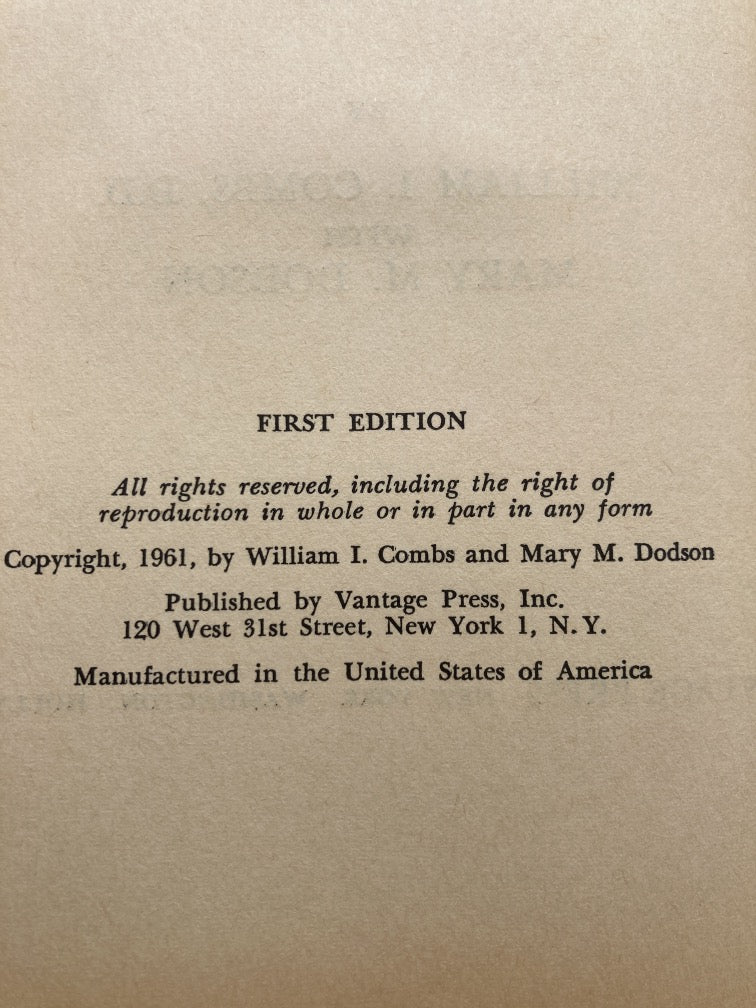 FIRST EDITION
All rights reserved, including the right of
reproduction in whole or in part in any form
Copyright, 1961, by William I. Combs and Mary M. Dodson
Published by Vantage Press, Inc.
120 West 31st Street, New York 1, N.Y.
Manufactured in the United States of America